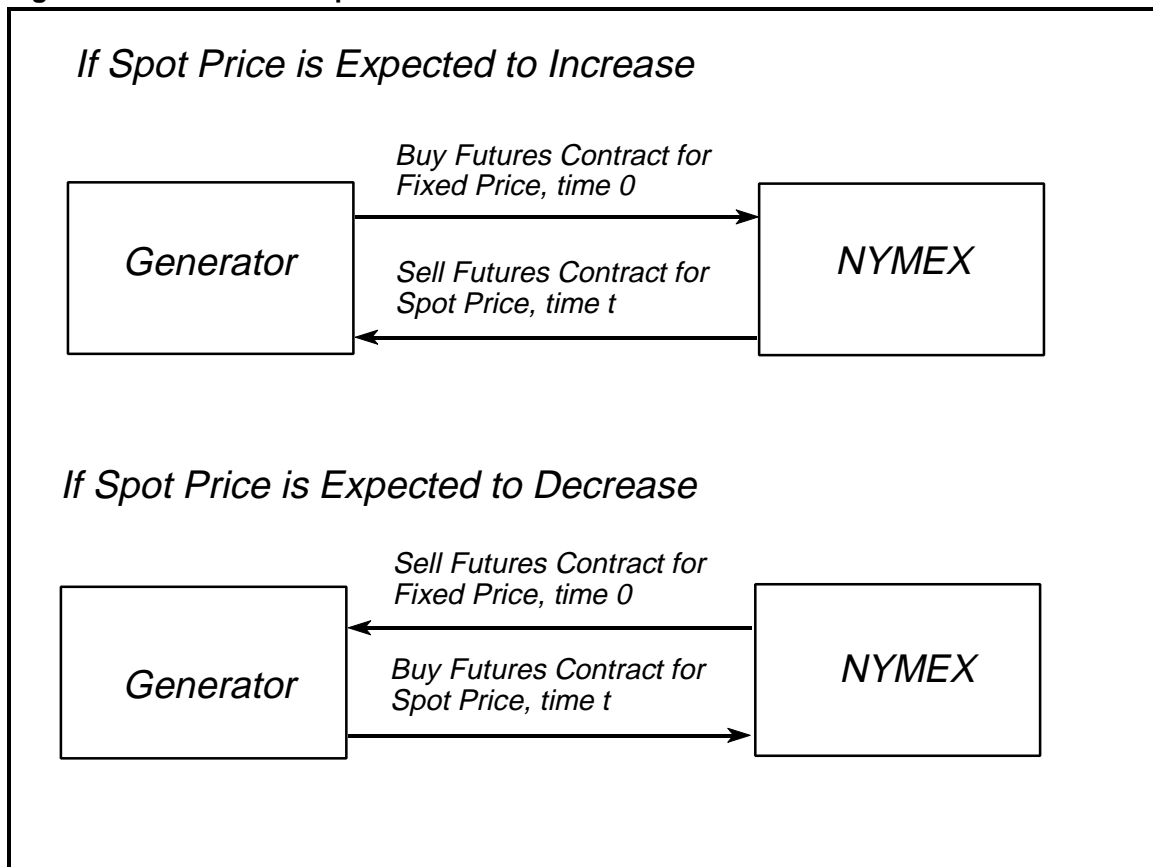 If Spot Price is Expected to Increase
Buy Futures Contract for
Fixed Price, time 0
Generator
NYMEX
Sell Futures Contract for
Spot Price, time t
If Spot Price is Expected to Decrease
Sell Futures Contract for
Fixed Price, time 0
Generator
NYMEX
Buy Futures Contract for
Spot Price, time t